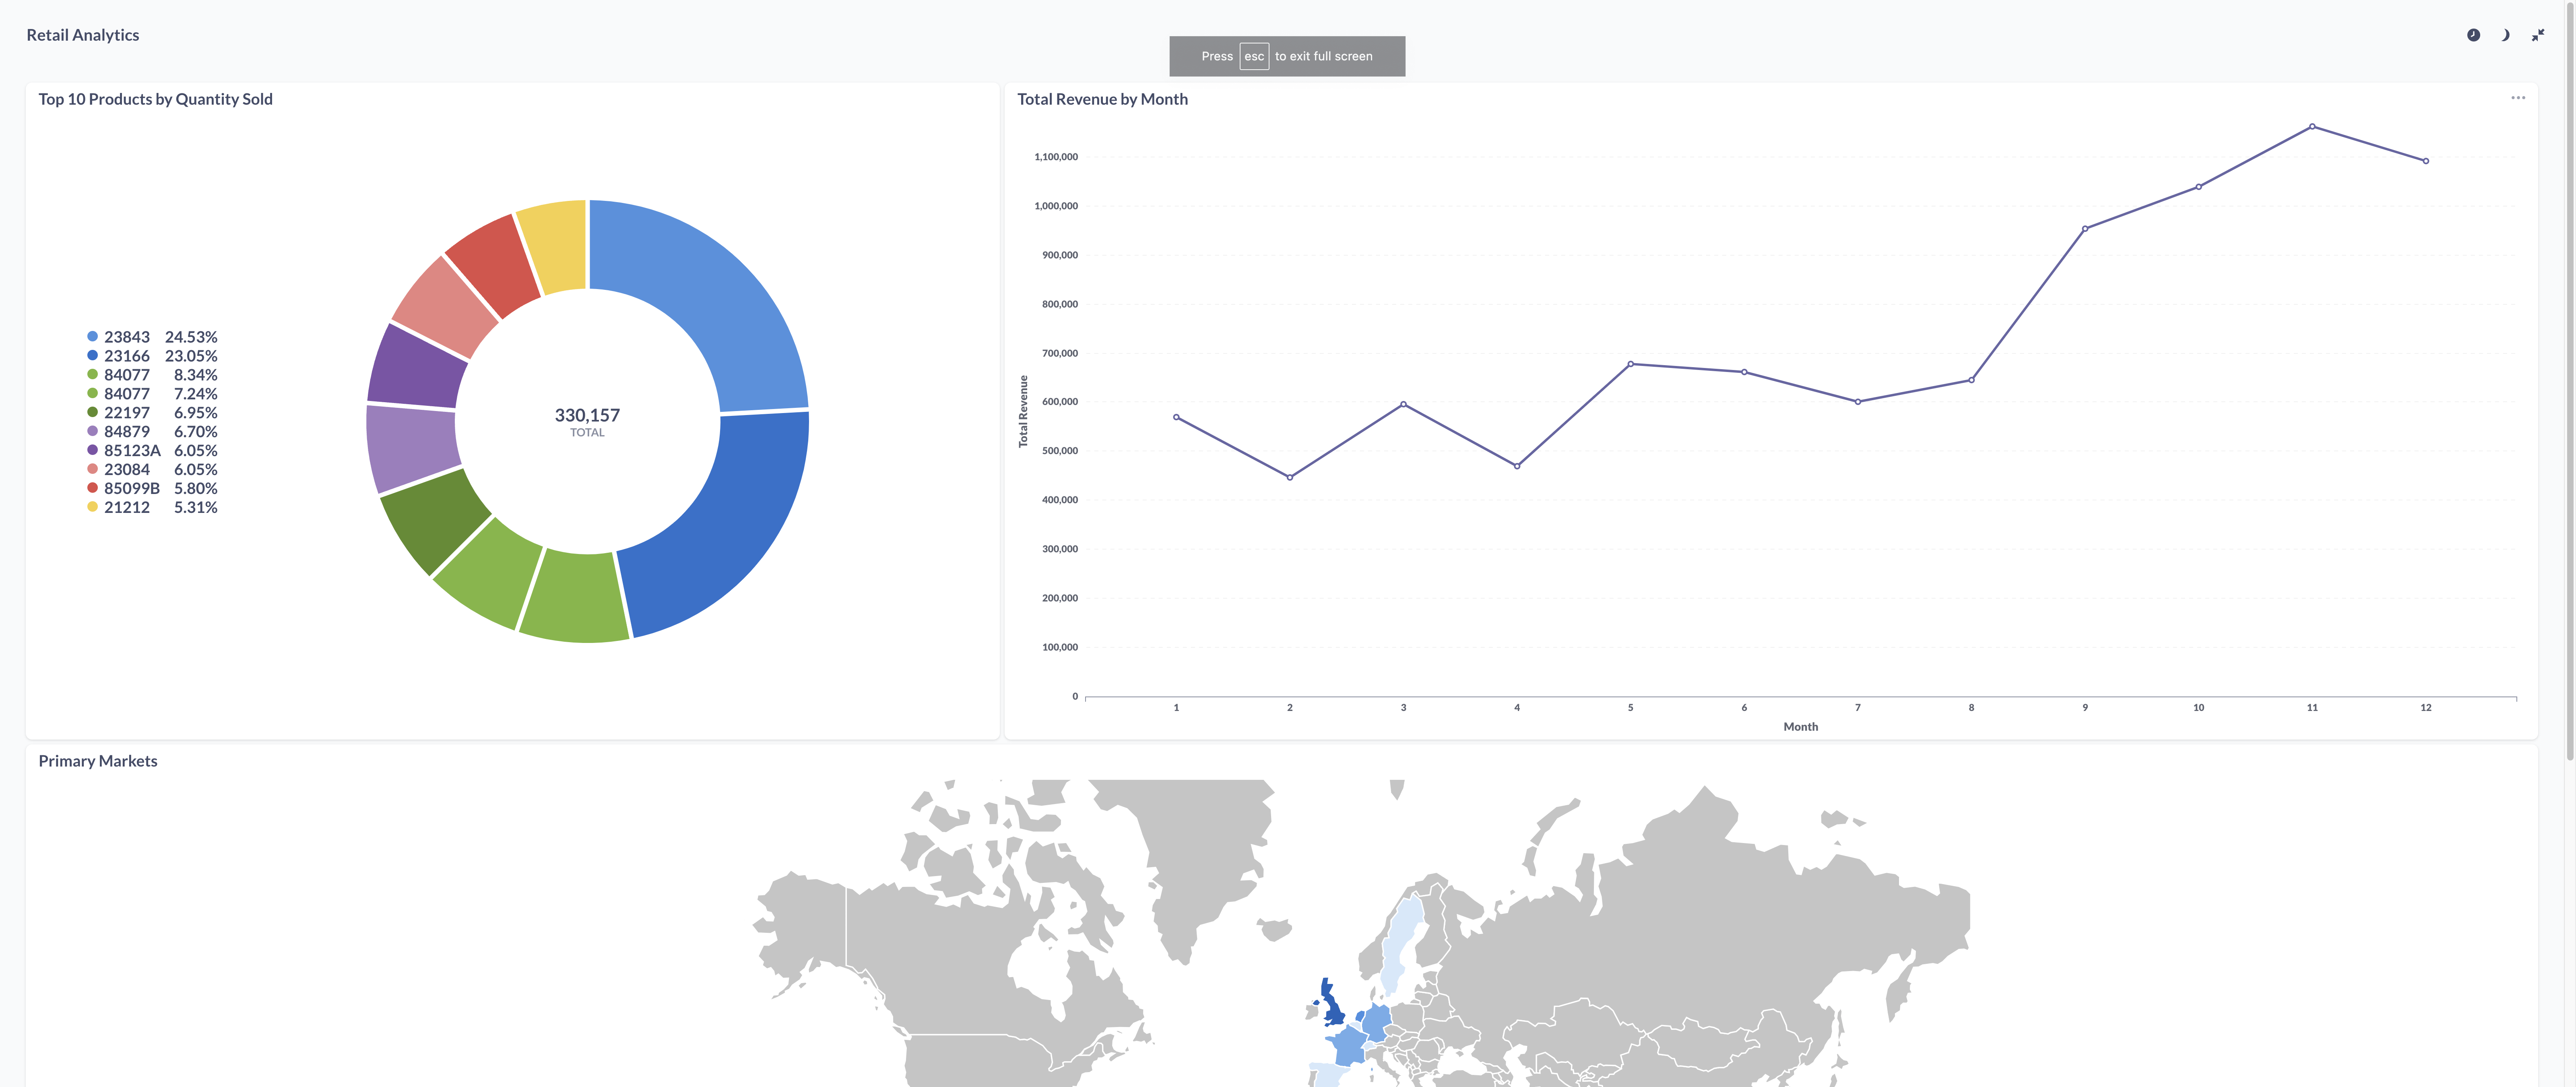 Retail Analytics
Press esc to exit full screen
Top 10 Products by Quantity Sold
23843 24.53%
23166 23.05%
84077 8.34%
84077 7.24%
22197 6.95%
84879 6.70%
85123A 6.05%
23084 6.05%
85099B 5.80%
21212 5.31%
330,157
TOTAL
Total Revenue by Month
1,100,000
1,000,000
900,000
800,000
700,000
600,000
500,000
400,000
300,000
200,000
100,000
0
Total Revenue
1 2 3 4 5 6 7 8 9 10 11 12
Month
Primary Markets